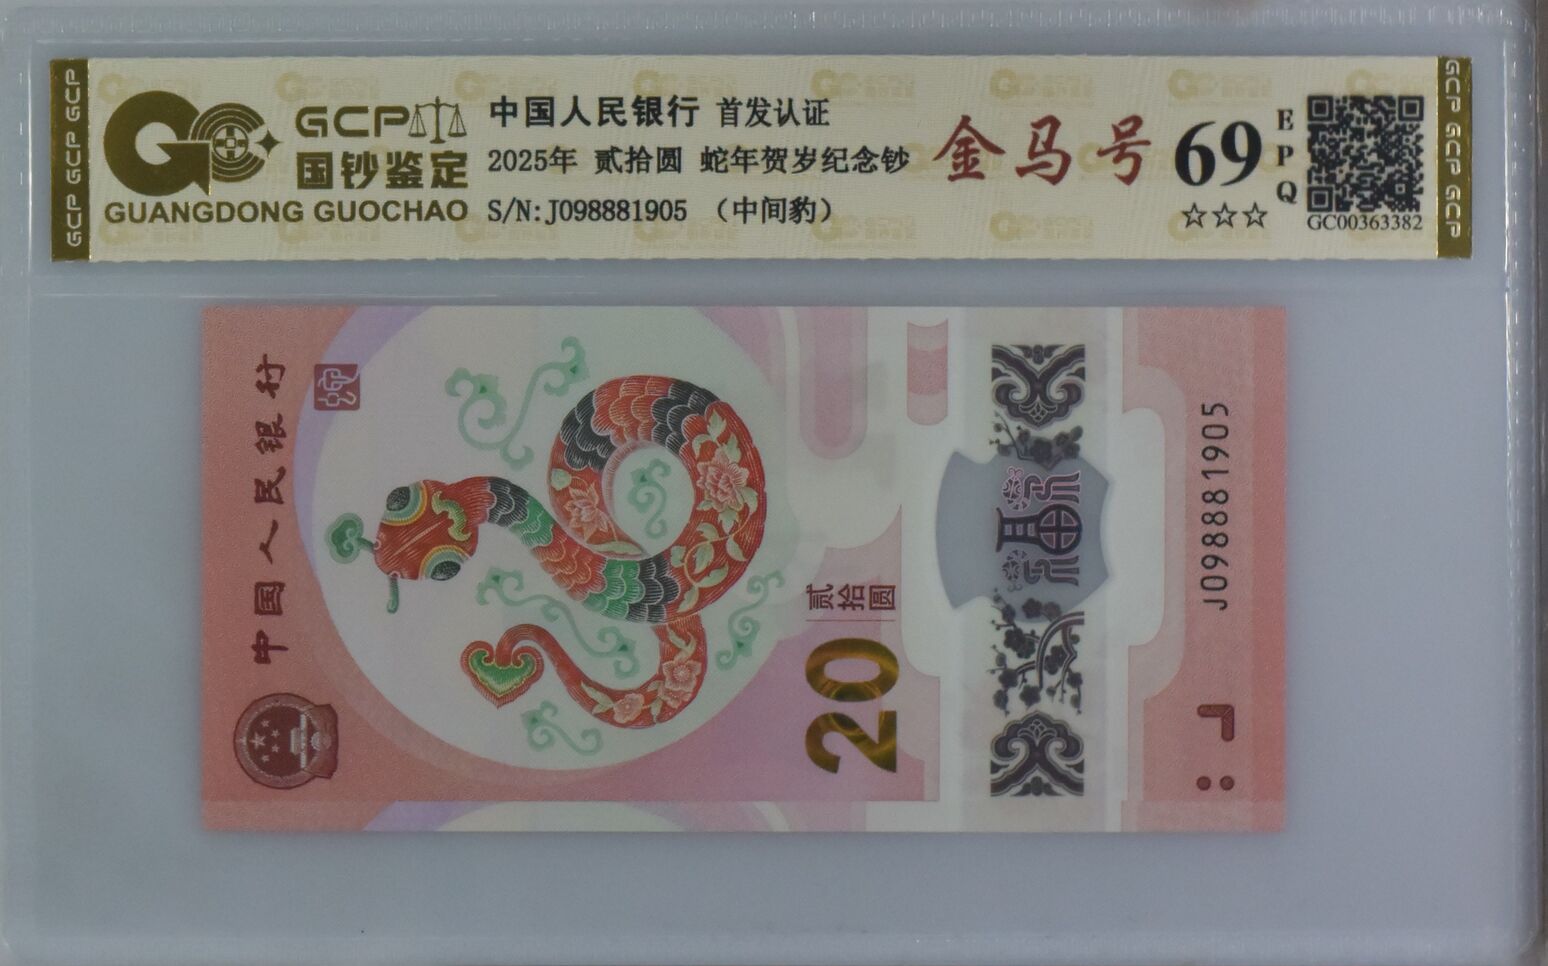 GCP GCP GCP
GCP
国钞鉴定
GUANGDONG GUOCHAO
中国人民银行 首发认证
2025年 贰拾圆 蛇年贺岁纪念钞
S/N:J098881905 （中间豹）
金马号
69
☆☆☆
EPQ
GC00363382
GCP GCP GCP
中国人民银行
贰拾圆
20
福
J098881905